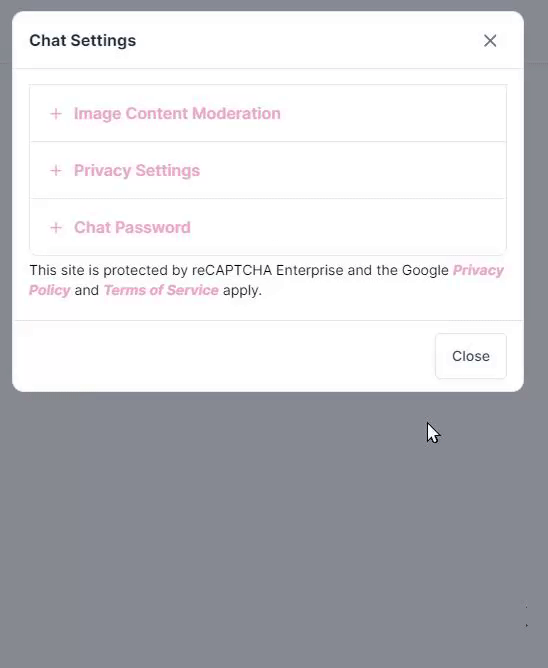 Chat Settings
Image Content Moderation
Privacy Settings
Chat Password
This site is protected by reCAPTCHA Enterprise and the Google Privacy
Policy and Terms of Service apply.
Close